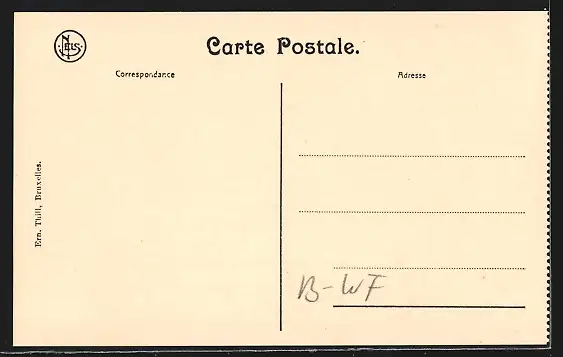 NELS
Carte Postale.
Correspondance
Adresse
Ern. Thill, Bruxelles.
B-WF